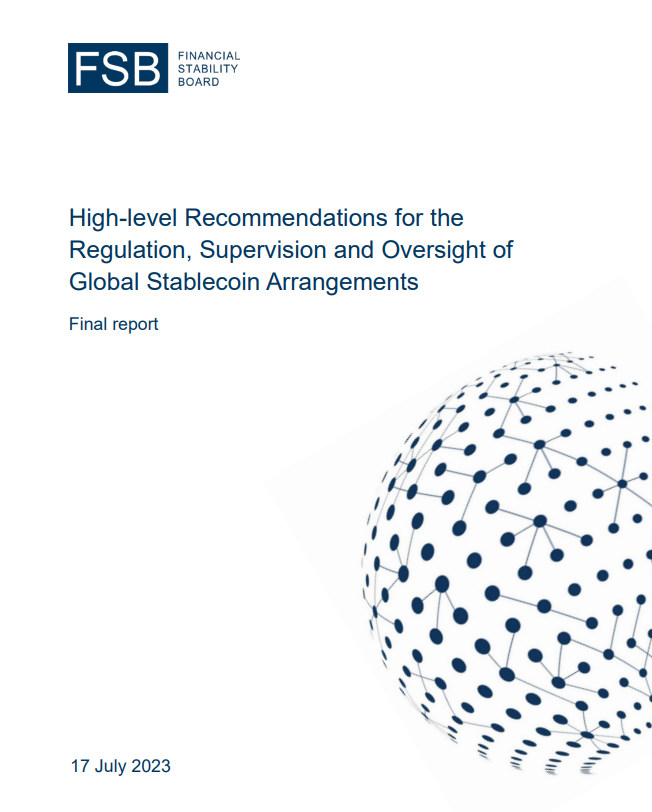 FSB
FINANCIAL
STABILITY
BOARD
High-level Recommendations for the
Regulation, Supervision and Oversight of
Global Stablecoin Arrangements
Final report
17 July 2023